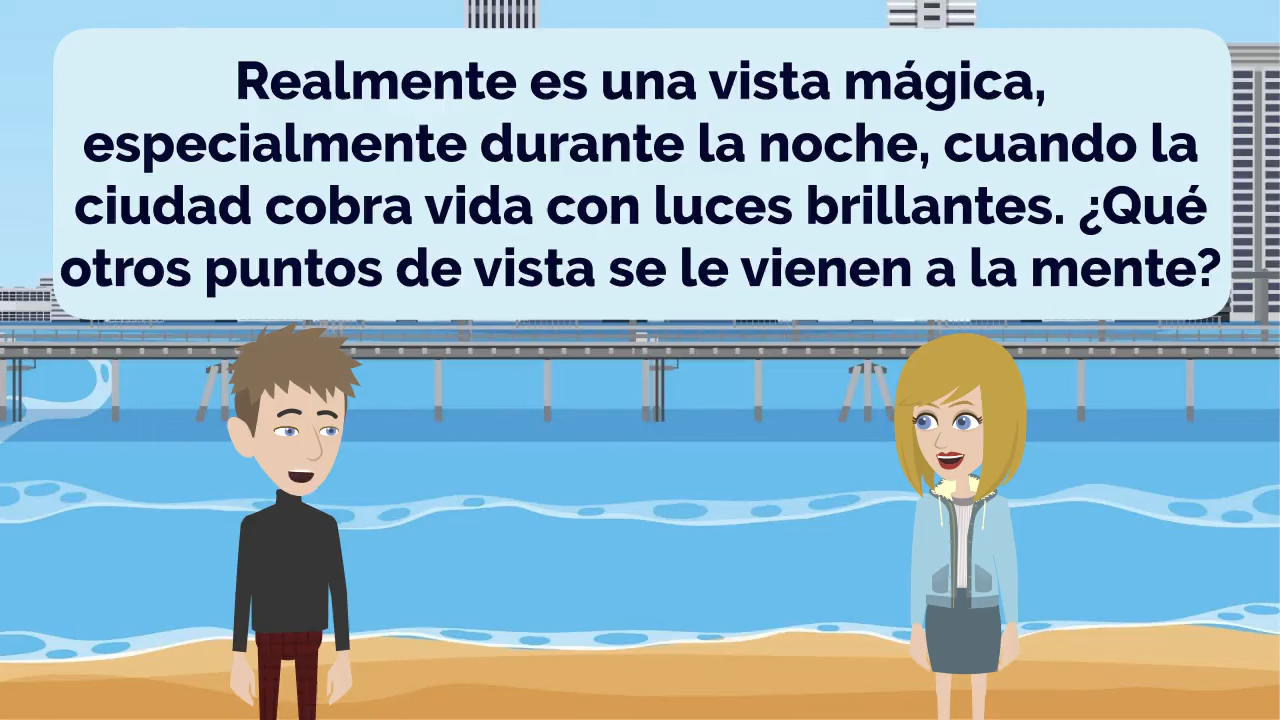 Realmente es una vista mágica,
especialmente durante la noche, cuando la
ciudad cobra vida con luces brillantes. ¿Qué
otros puntos de vista se le vienen a la mente?